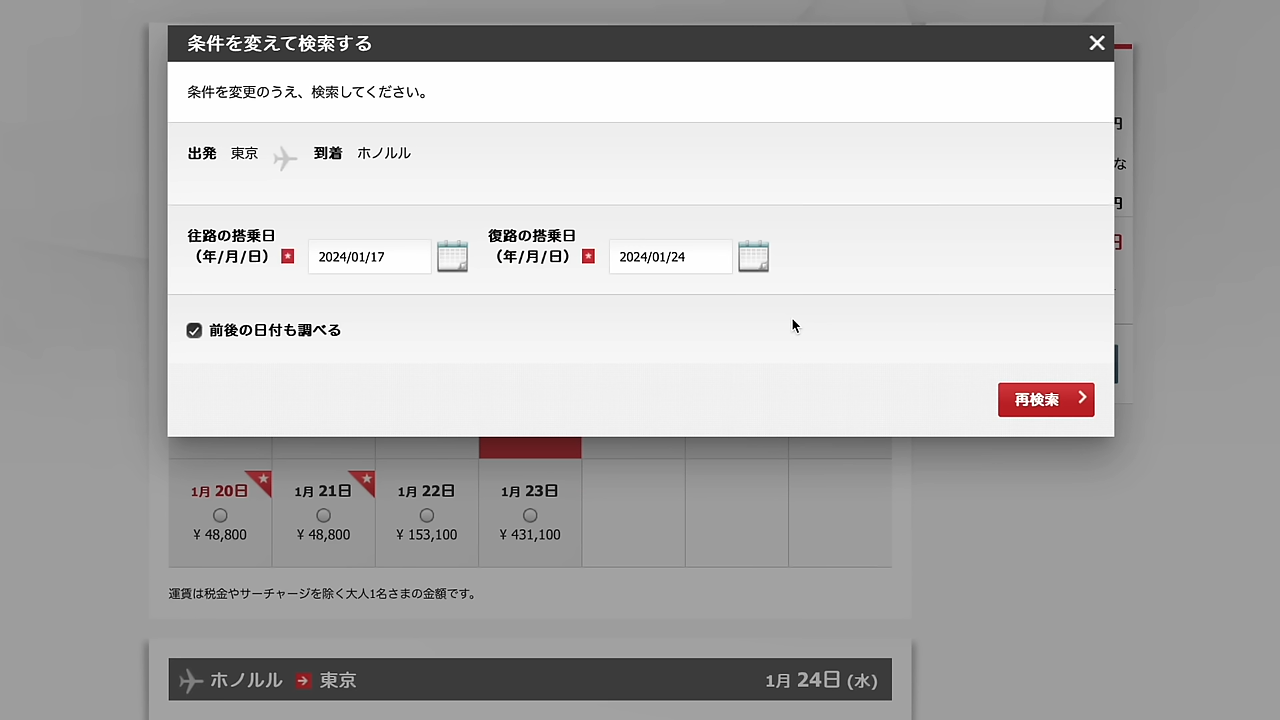 条件を変えて検索する
条件を変更のうえ、検索してください。
出発 東京 到着 ホノルル
往路の搭乗日
（年/月/日） 2024/01/17
復路の搭乗日
（年/月/日） 2024/01/24
前後の日付も調べる
再検索
円
な
円
1月 20日 1月 21日 1月 22日 1月 23日
¥ 48,800 ¥ 48,800 ¥ 153,100 ¥ 431,100
運賃は税金やサーチャージを除く大人1名さまの金額です。
ホノルル 東京 1月 24日 (水)